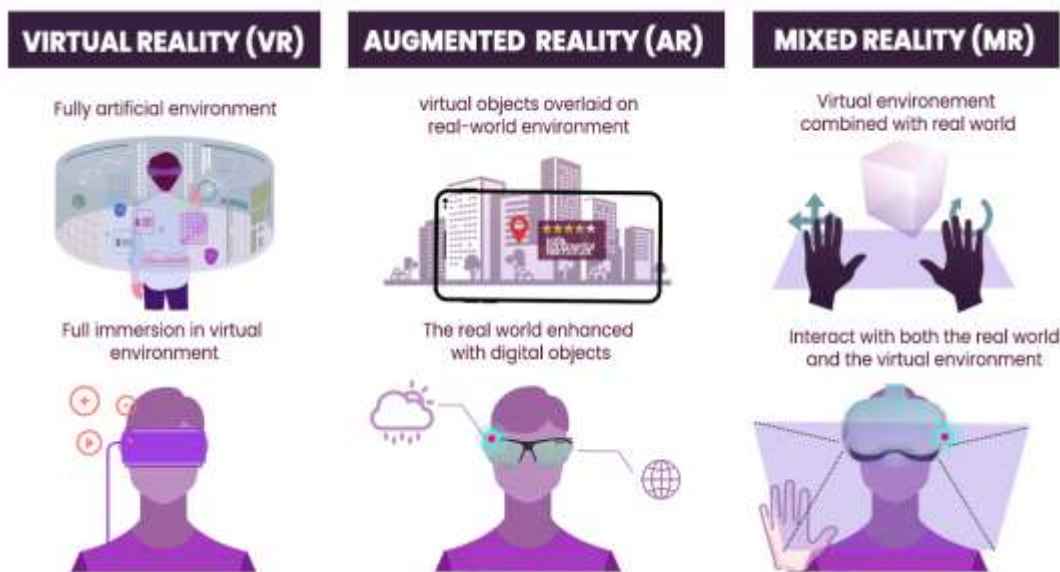 VIRTUAL REALITY (VR)
Fully artificial environment
Full immersion in virtual
environment
AUGMENTED REALITY (AR)
virtual objects overlaid on
real-world environment
The real world enhanced
with digital objects
MIXED REALITY (MR)
Virtual environement
combined with real world
Interact with both the real world
and the virtual environment